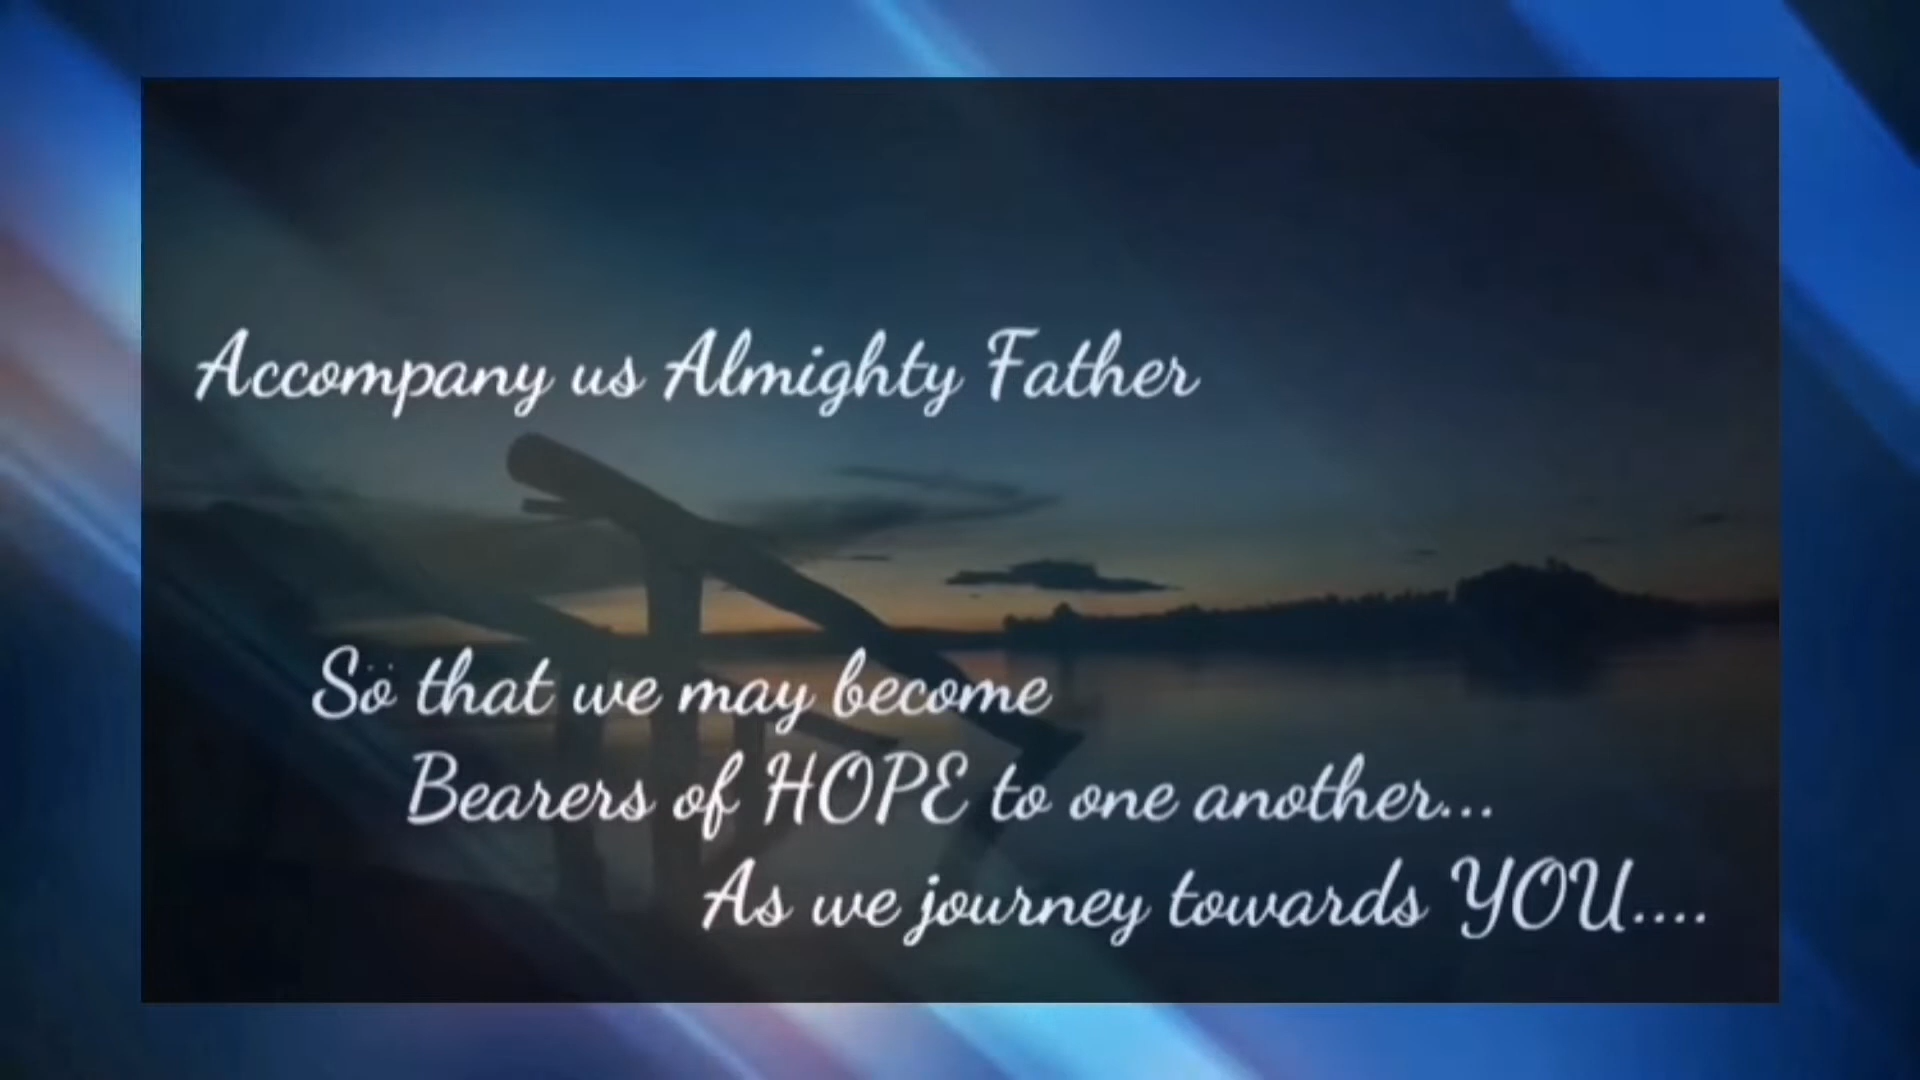 Accompany us Almighty Father
So that we may become
Bearers of HOPE to one another...
As we journey towards YOU....